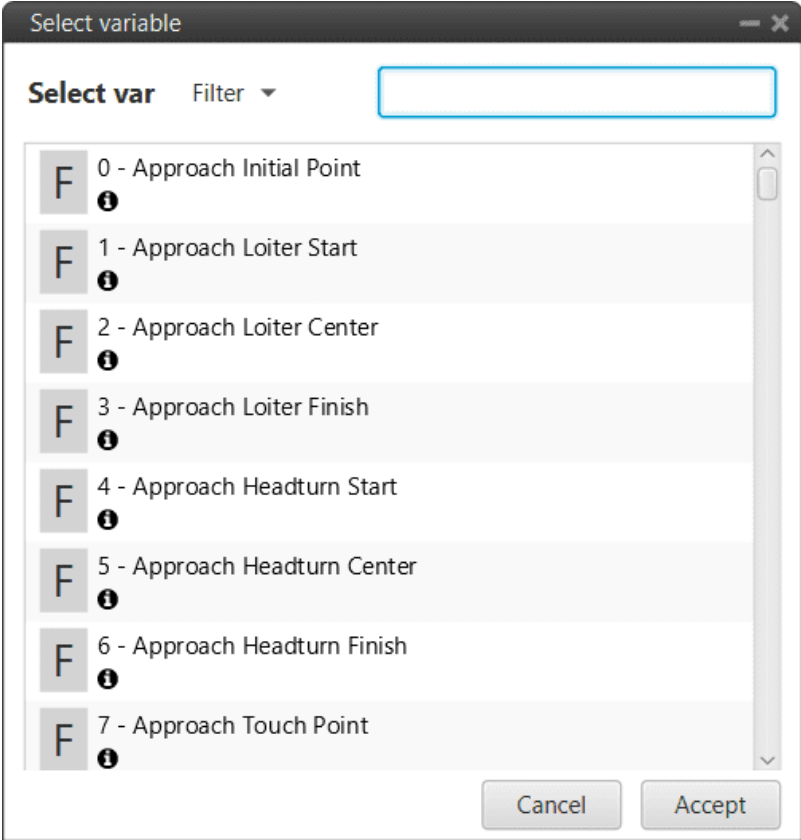 Select variable
Select var Filter
F 0 - Approach Initial Point
F 1 - Approach Loiter Start
F 2 - Approach Loiter Center
F 3 - Approach Loiter Finish
F 4 - Approach Headturn Start
F 5 - Approach Headturn Center
F 6 - Approach Headturn Finish
F 7 - Approach Touch Point
Cancel Accept